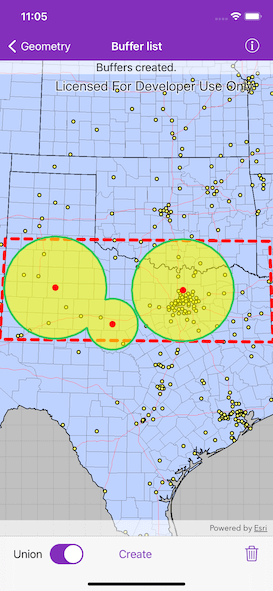 11:05
Geometry
Buffer list
Buffers created.
Licensed For Developer Use Only
Powered by Esri
Union
Create